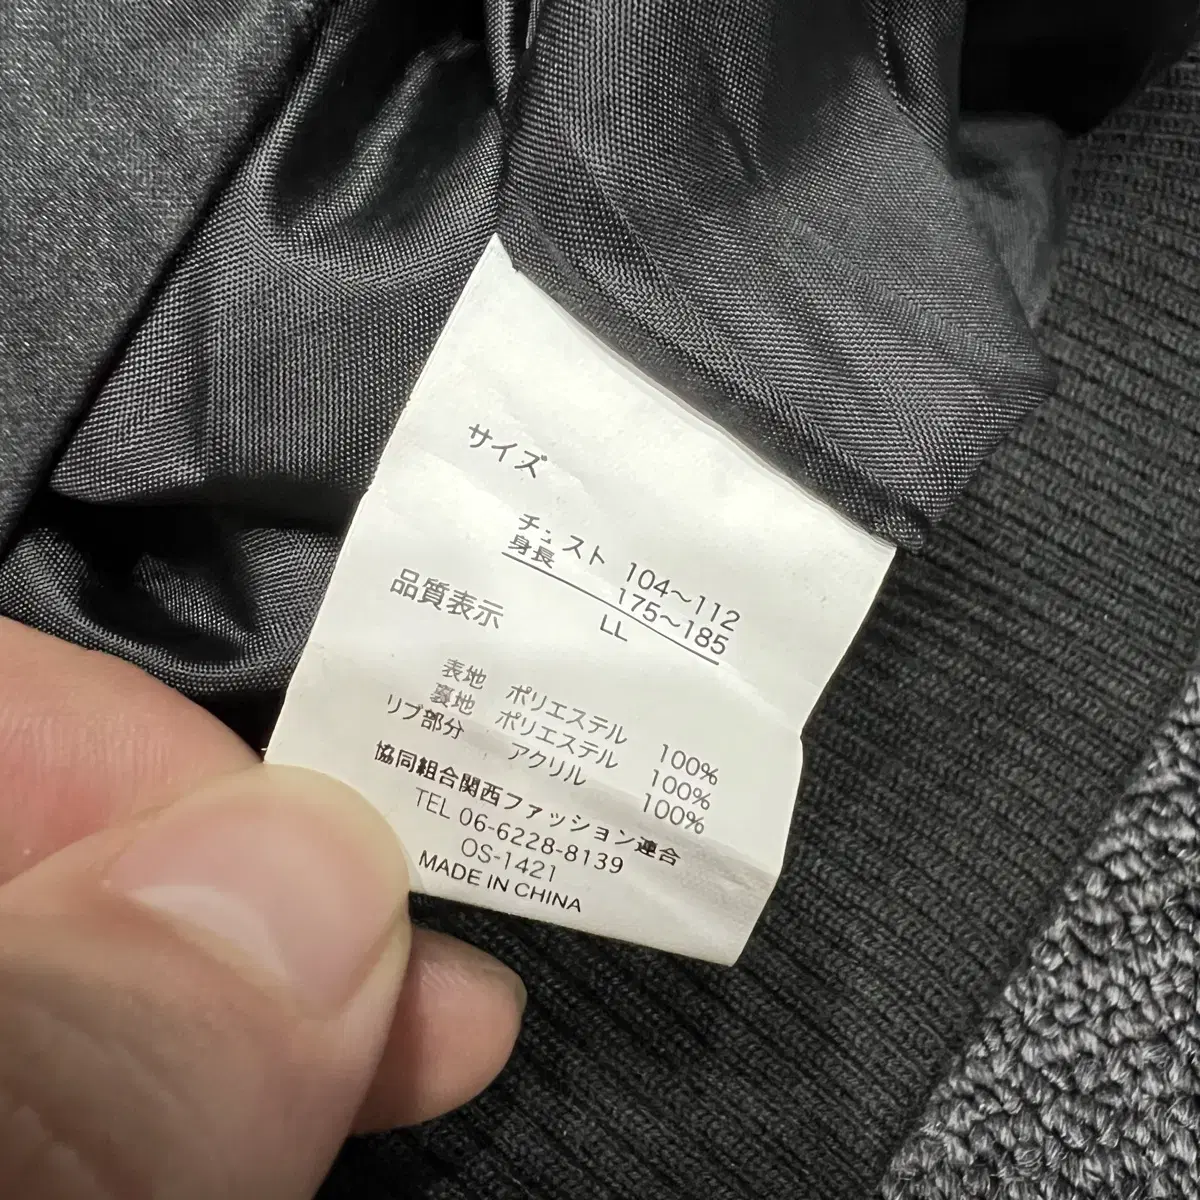 サイズ
チェスト 104～112
身長 175～185
LL
品質表示
表地 ポリエステル 100%
裏地 ポリエステル 100%
リブ部分 アクリル 100%
協同組合関西ファッション連合
TEL 06-6228-8139
OS-1421
MADE IN CHINA